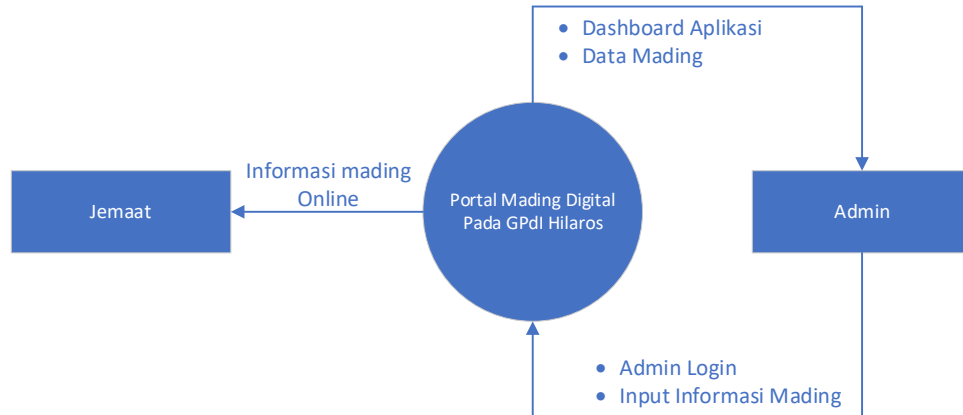 • Dashboard Aplikasi
• Data Mading
Informasi mading
Online
Jemaat
Portal Mading Digital
Pada GPdI Hilaros
Admin
• Admin Login
• Input Informasi Mading